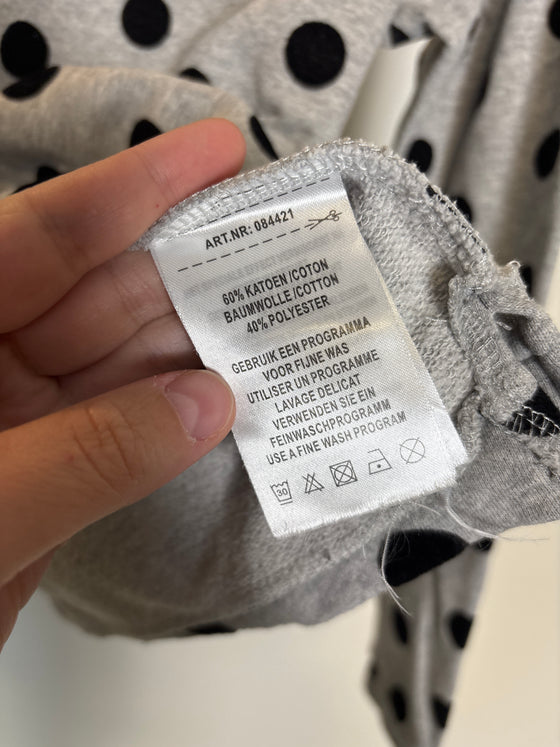 ART.NR: 084421
60% KATOEN/COTON
BAUMWOLLE/COTTON
40% POLYESTER
GEBRUIK EEN PROGRAMMA
VOOR FIJNE WAS
UTILISER UN PROGRAMME
LAVAGE DELICAT
VERWENDEN SIE EIN
FEINWASCHPROGRAMM
USE A FINE WASH PROGRAM
30